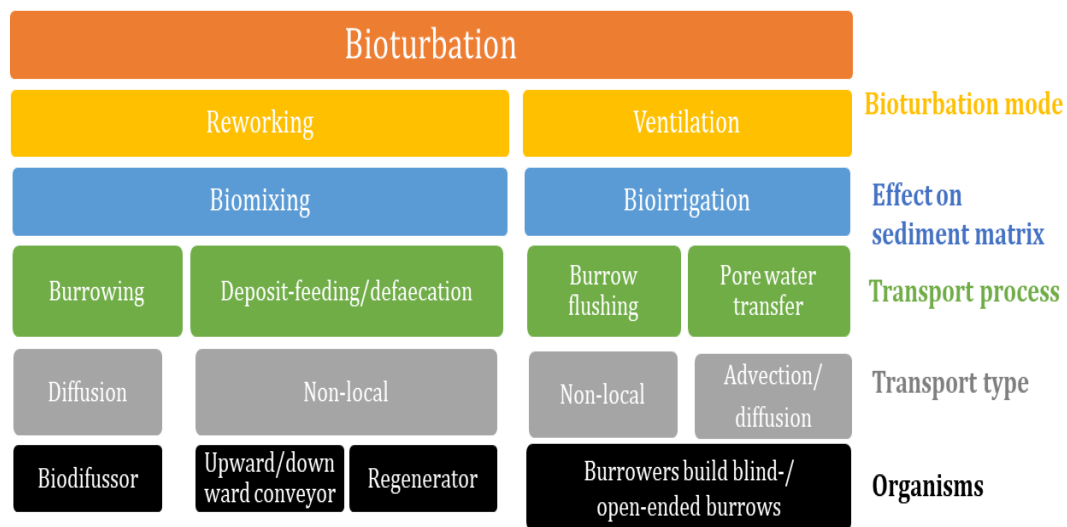 Bioturbation
Reworking
Ventilation
Bioturbation mode
Biomixing
Bioirrigation
Effect on
sediment matrix
Burrowing
Deposit-feeding/defaecation
Burrow
flushing
Pore water
transfer
Transport process
Diffusion
Non-local
Non-local
Advection/
diffusion
Transport type
Biodifussor
Upward/down
ward conveyor
Regenerator
Burrowers build blind-/
open-ended burrows
Organisms